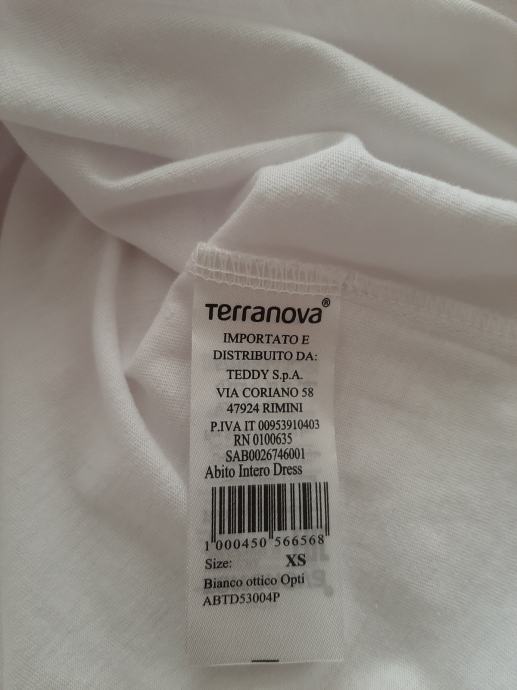 Terranova®
IMPORTATO E
DISTRIBUITO DA:
TEDDY S.p.A.
VIA CORIANO 58
47924 RIMINI
P.IVA IT 00953910403
RN 0100635
SAB0026746001
Abito Intero Dress
1 000450 566568
Size: XS
Bianco ottico Opti
ABTD53004P